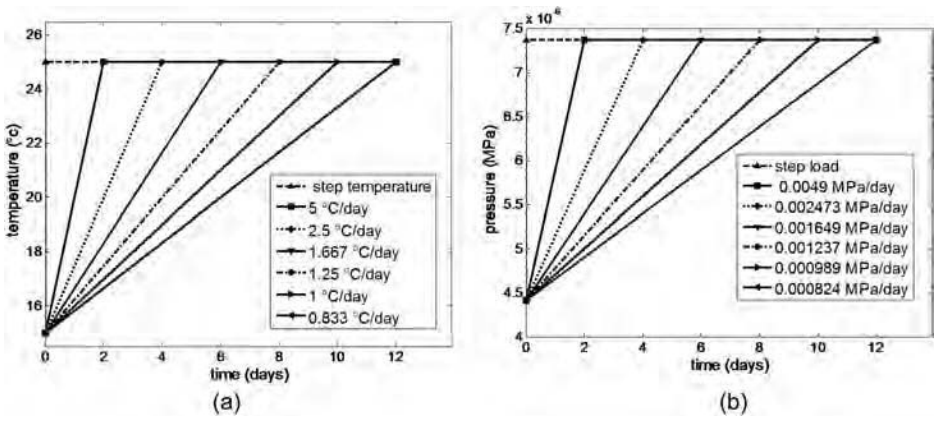 26
24
22
20
18
16
temperature (°c)
0 2 4 6 8 10 12
time (days)
step temperature
5 °C/day
2.5 °C/day
1.667 °C/day
1.25 °C/day
1 °C/day
0.833 °C/day
(a)
x 10⁻⁶
7.5
7
6.5
6
5.5
5
4.5
4
pressure (MPa)
0 2 4 6 8 10 12
time (days)
step load
0.0049 MPa/day
0.002473 MPa/day
0.001649 MPa/day
0.001237 MPa/day
0.000989 MPa/day
0.000824 MPa/day
(b)